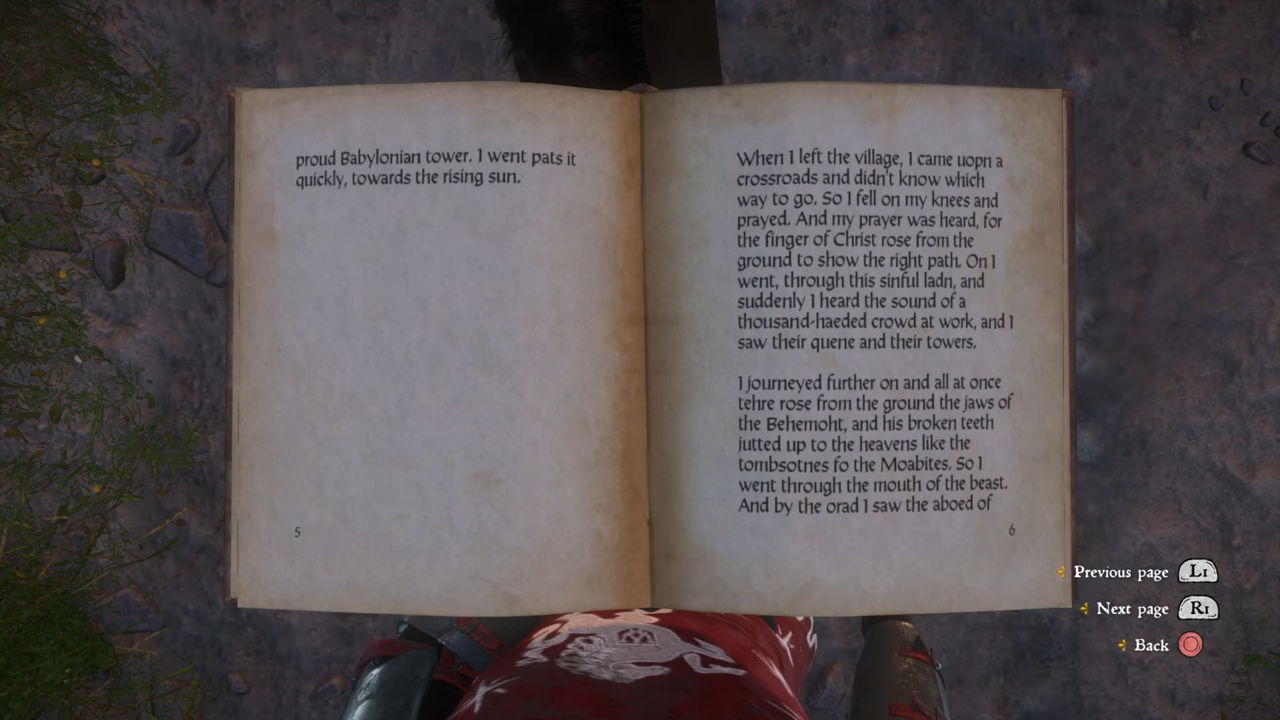 proud Babylonian tower. I went pats it
quickly, towards the rising sun.
5
When I left the village, I came uopn a
crossroads and didn't know which
way to go. So I fell on my knees and
prayed. And my prayer was heard, for
the finger of Christ rose from the
ground to show the right path. On I
went, through this sinful ladn, and
suddenly I heard the sound of a
thousand-haeded crowd at work, and I
saw their quene and their towers.
I journeyed further on and all at once
tehre rose from the ground the jaws of
the Behemoht, and his broken teeth
jutted up to the heavens like the
tombsotnes fo the Moabites. So I
went through the mouth of the beast.
And by the orad I saw the aboed of
6
Previous page L1
Next page R1
Back